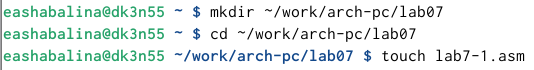 eashabalina@dk3n55 ~ $ mkdir ~/work/arch-pc/lab07
eashabalina@dk3n55 ~ $ cd ~/work/arch-pc/lab07
eashabalina@dk3n55 ~/work/arch-pc/lab07 $ touch lab7-1.asm